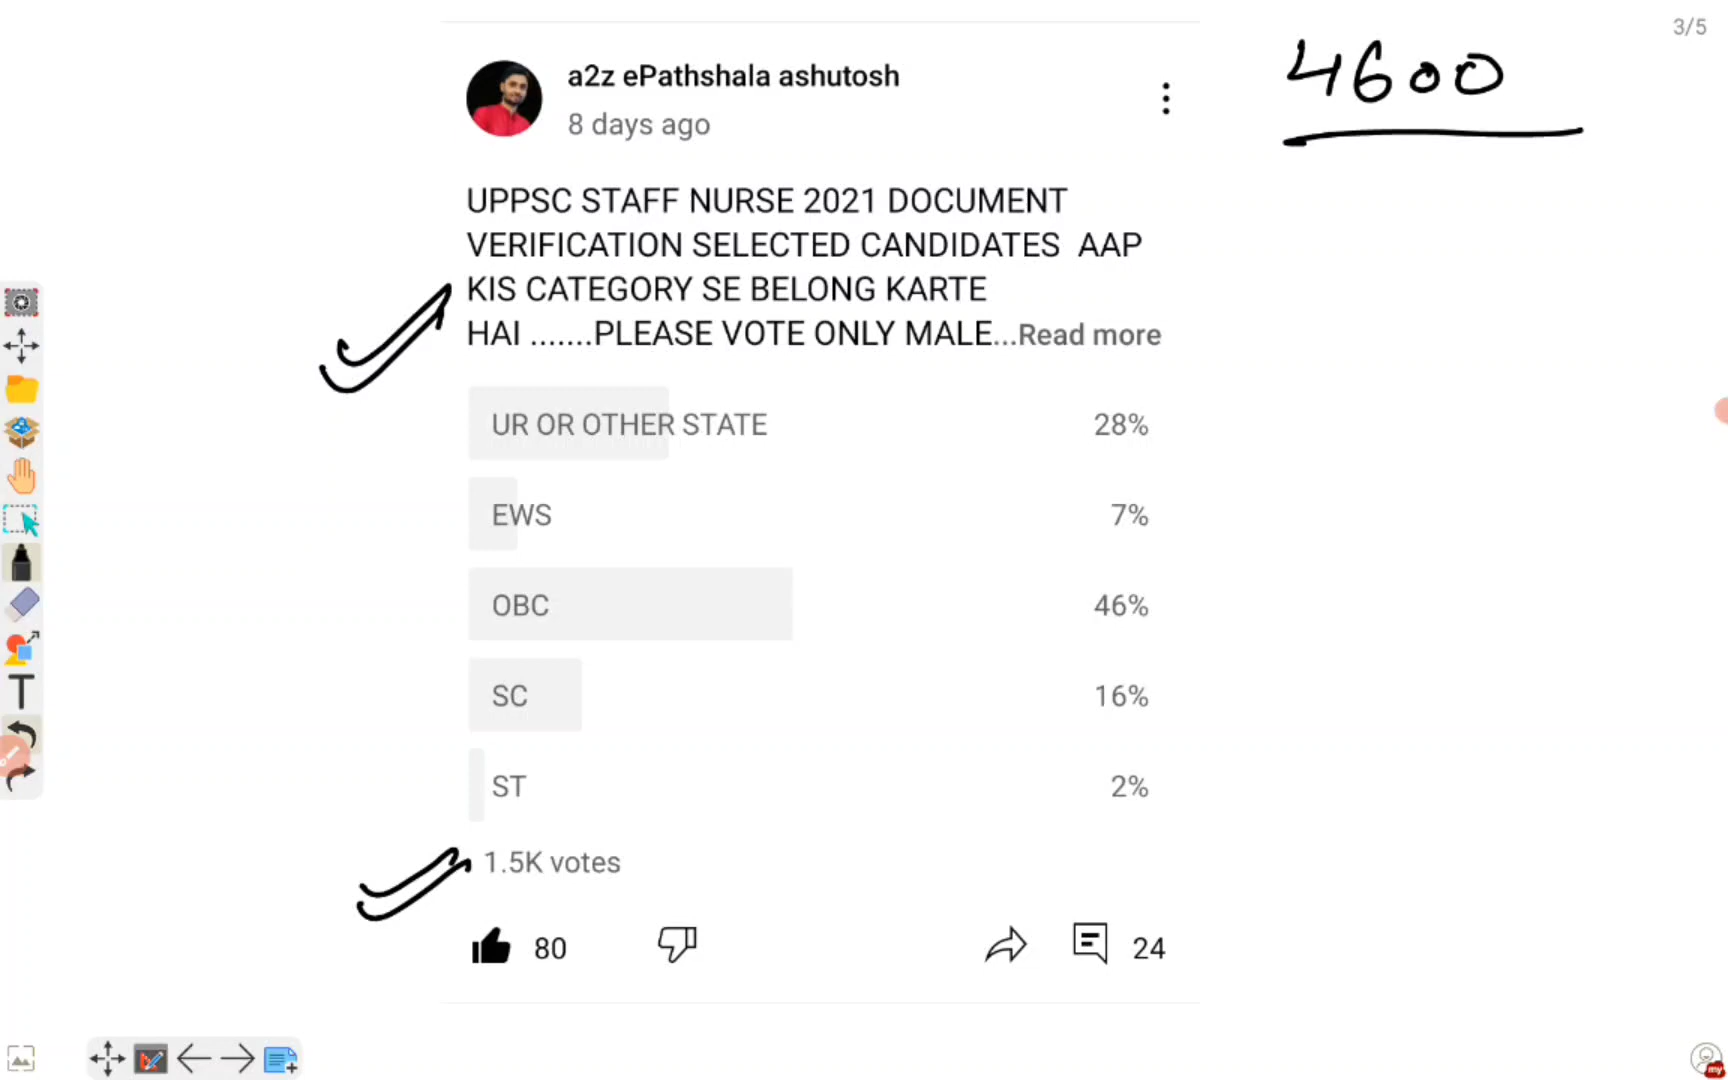 3/5
4600
a2z ePathshala ashutosh
8 days ago
UPPSC STAFF NURSE 2021 DOCUMENT
VERIFICATION SELECTED CANDIDATES AAP
KIS CATEGORY SE BELONG KARTE
HAI .......PLEASE VOTE ONLY MALE...Read more
UR OR OTHER STATE 28%
EWS 7%
OBC 46%
SC 16%
ST 2%
1.5K votes
80 24
T
my